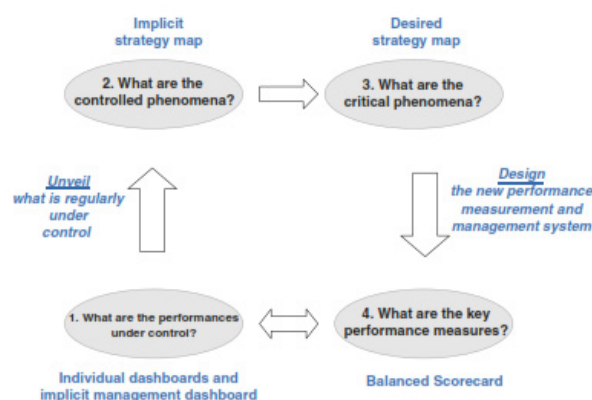 Implicit
strategy map
Desired
strategy map
2. What are the
controlled phenomena?
3. What are the
critical phenomena?
Unveil
what is regularly
under
control
Design
the new performance
measurement and
management system
1. What are the performances
under control?
4. What are the key
performance measures?
Individual dashboards and
implicit management dashboard
Balanced Scorecard